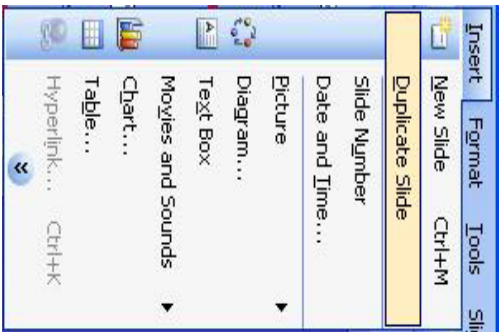 Insert Format Tools Sli
New Slide Ctrl+M
Duplicate Slide
Slide Number
Date and Time...
Picture
Diagram...
Text Box
Movies and Sounds
Chart...
Table...
Hyperlink... Ctrl+K